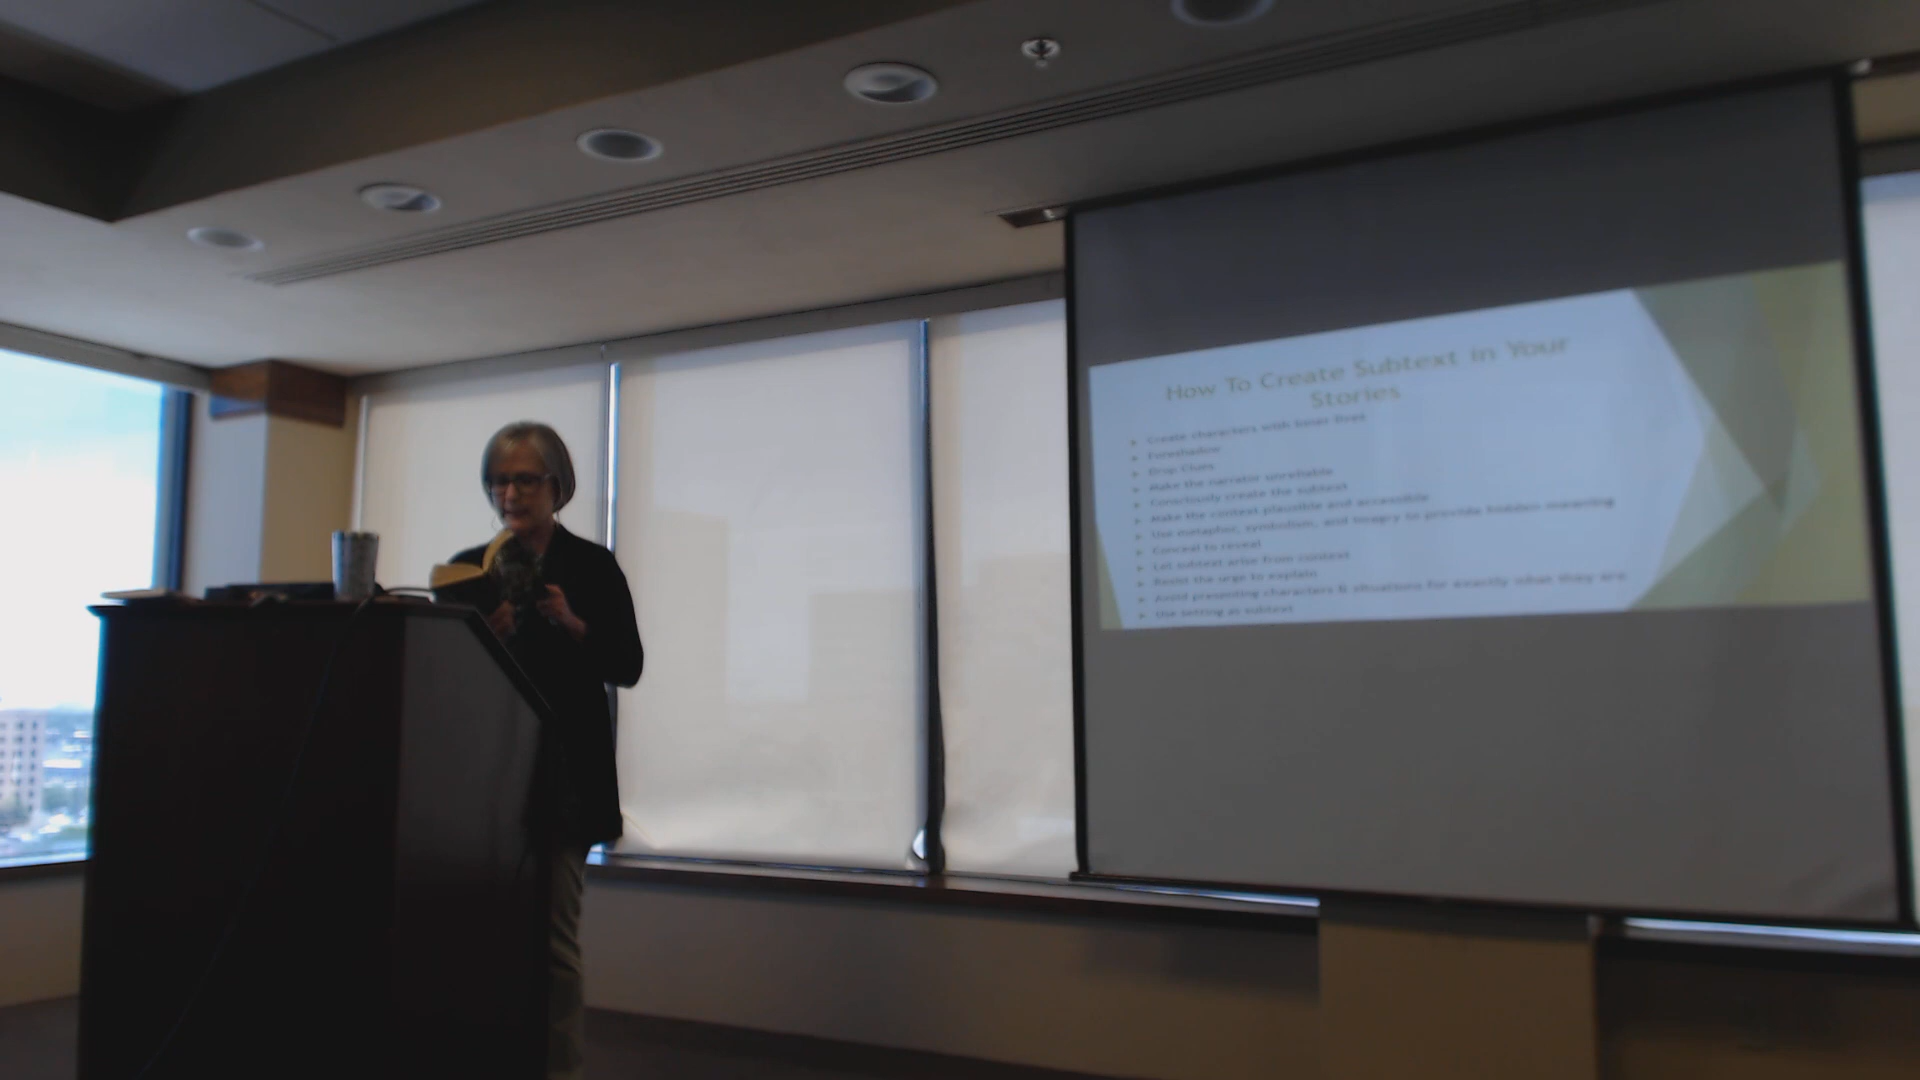 How To Create Subtext in Your
Stories
Create characters with inner lives
Foreshadow
Drop Clues
Make the narrator unreliable
Consciously create the subtext
Make the context plausible and accessible
Use metaphor, symbolism, and imagry to provide hidden meaning
Conceal to reveal
Let subtext arise from context
Resist the urge to explain
Avoid presenting characters & situations for exactly what they are.
Use setting as subtext